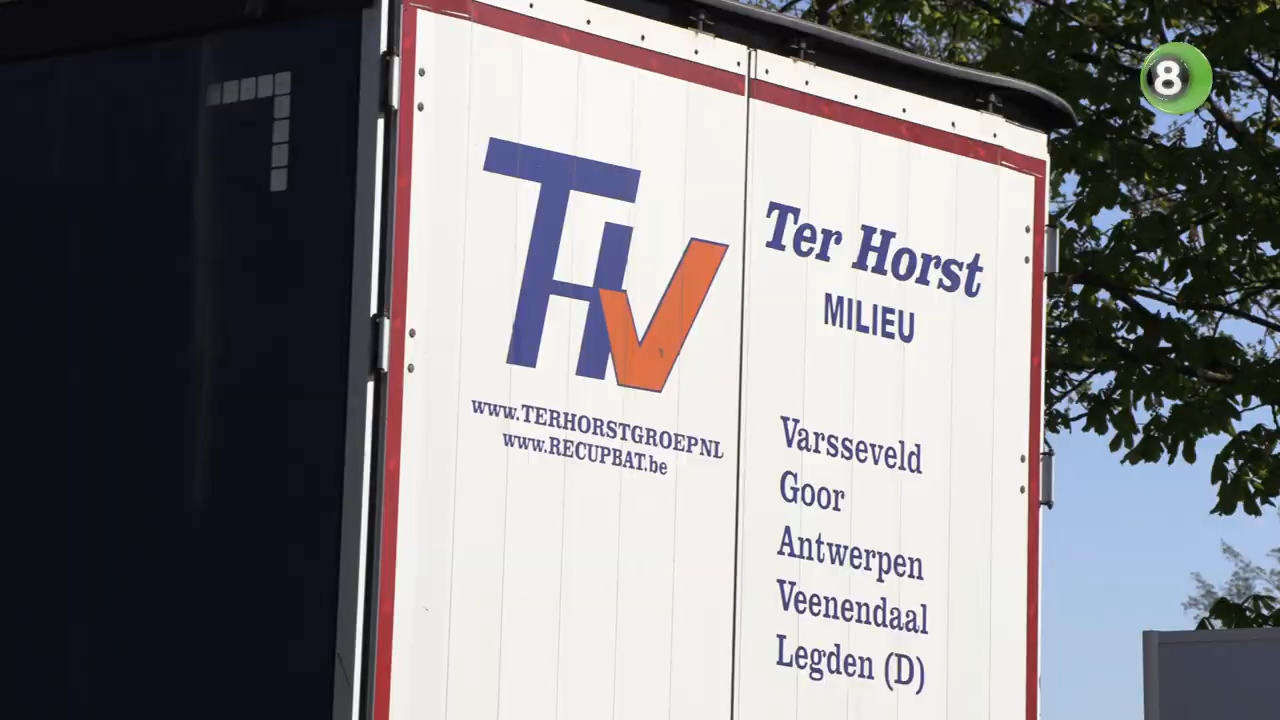 8
THV
Ter Horst
MILIEU
www.TERHORSTGROEPNL
www.RECUPBAT.be
Varsseveld
Goor
Antwerpen
Veenendaal
Legden (D)